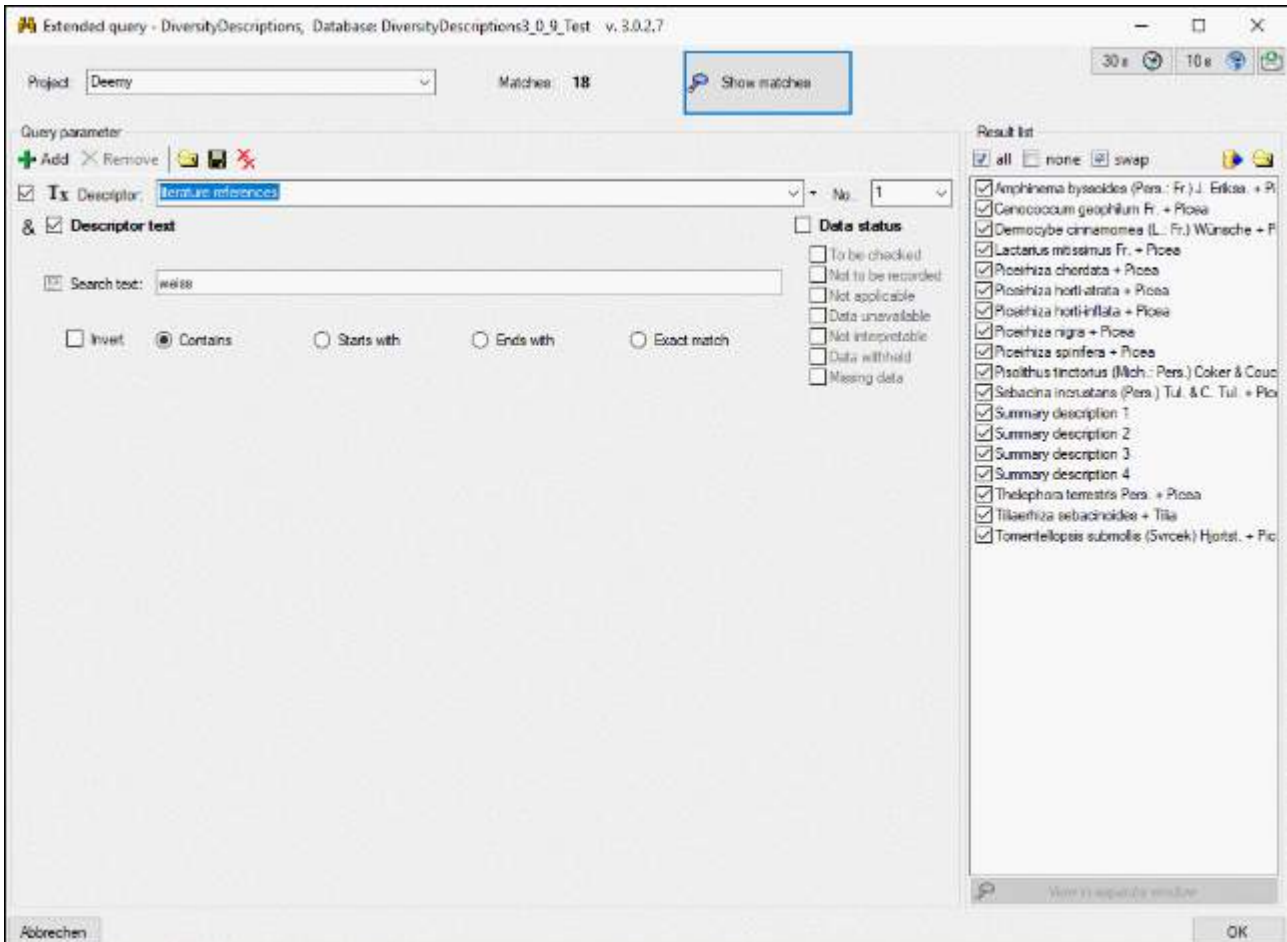 Extended query - DiversityDescriptions, Database: DiversityDescriptions3_0_9_Test v. 3.0.2.7
30 s 10 s
Project: Deemy Matches: 18 Show matches
Query parameter
Add Remove
Descriptor: literature references No. 1
& Descriptor text Data status
To be checked
Not to be recorded
Not applicable
Data unavailable
Not interpretable
Data withheld
Missing data
Search text: weiss
Invert Contains Starts with Ends with Exact match
Result list
all none swap
Amphinema byssoides (Pers.: Fr.) J. Erikss. + Pi
Cenococcum geophilum Fr. + Picea
Dermocybe cinnamomea (L.: Fr.) Wünsche + P
Lactarius mitissimus Fr. + Picea
Piceirhiza chordata + Picea
Piceirhiza horti-atrata + Picea
Piceirhiza horti-inflata + Picea
Piceirhiza nigra + Picea
Piceirhiza spinifera + Picea
Pisolithus tinctorius (Mich.: Pers.) Coker & Couc
Sebacina incrustans (Pers.) Tul. & C. Tul. + Pice
Summary description 1
Summary description 2
Summary description 3
Summary description 4
Thelephora terrestris Pers. + Picea
Tiliaerhiza sebacinoides + Tilia
Tomentellopsis submollis (Svrcek) Hjortst. + Pic
View in separate window
Abbrechen OK